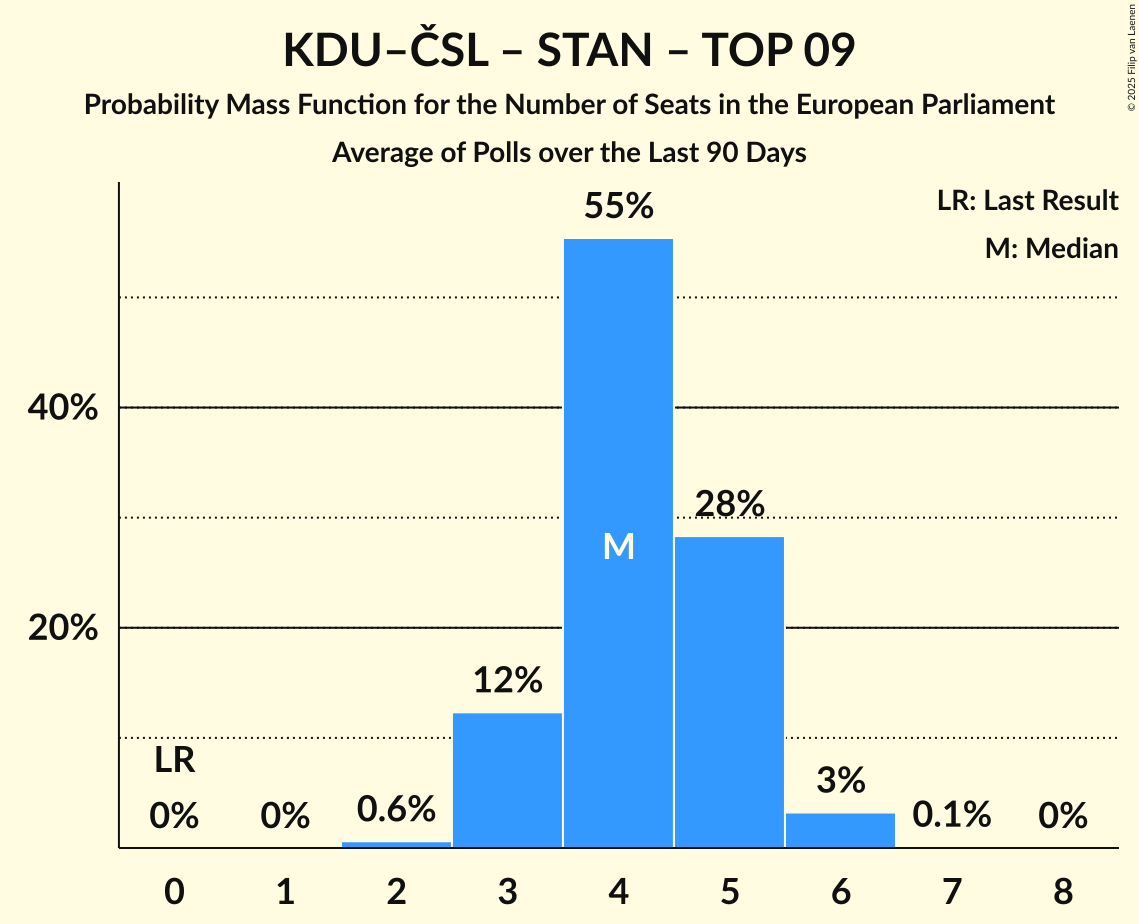 KDU–ČSL – STAN – TOP 09
Probability Mass Function for the Number of Seats in the European Parliament
Average of Polls over the Last 90 Days
© 2025 Filip van Laenen
LR: Last Result
M: Median
55%
40%
28%
M
20%
12%
LR
0%
0%
0.6%
3%
0.1%
0%
0 1 2 3 4 5 6 7 8